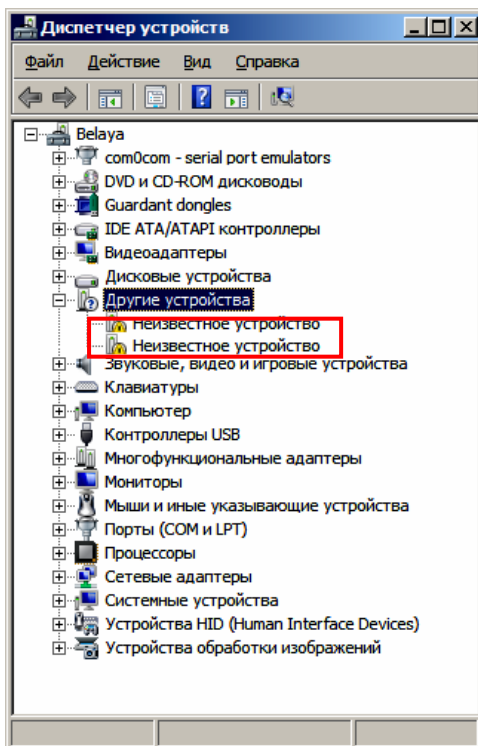 Диспетчер устройств
Файл Действие Вид Справка
Belaya
com0com - serial port emulators
DVD и CD-ROM дисководы
Guardant dongles
IDE ATA/ATAPI контроллеры
Видеоадаптеры
Дисковые устройства
Другие устройства
Неизвестное устройство
Неизвестное устройство
Звуковые, видео и игровые устройства
Клавиатуры
Компьютер
Контроллеры USB
Многофункциональные адаптеры
Мониторы
Мыши и иные указывающие устройства
Порты (COM и LPT)
Процессоры
Сетевые адаптеры
Системные устройства
Устройства HID (Human Interface Devices)
Устройства обработки изображений